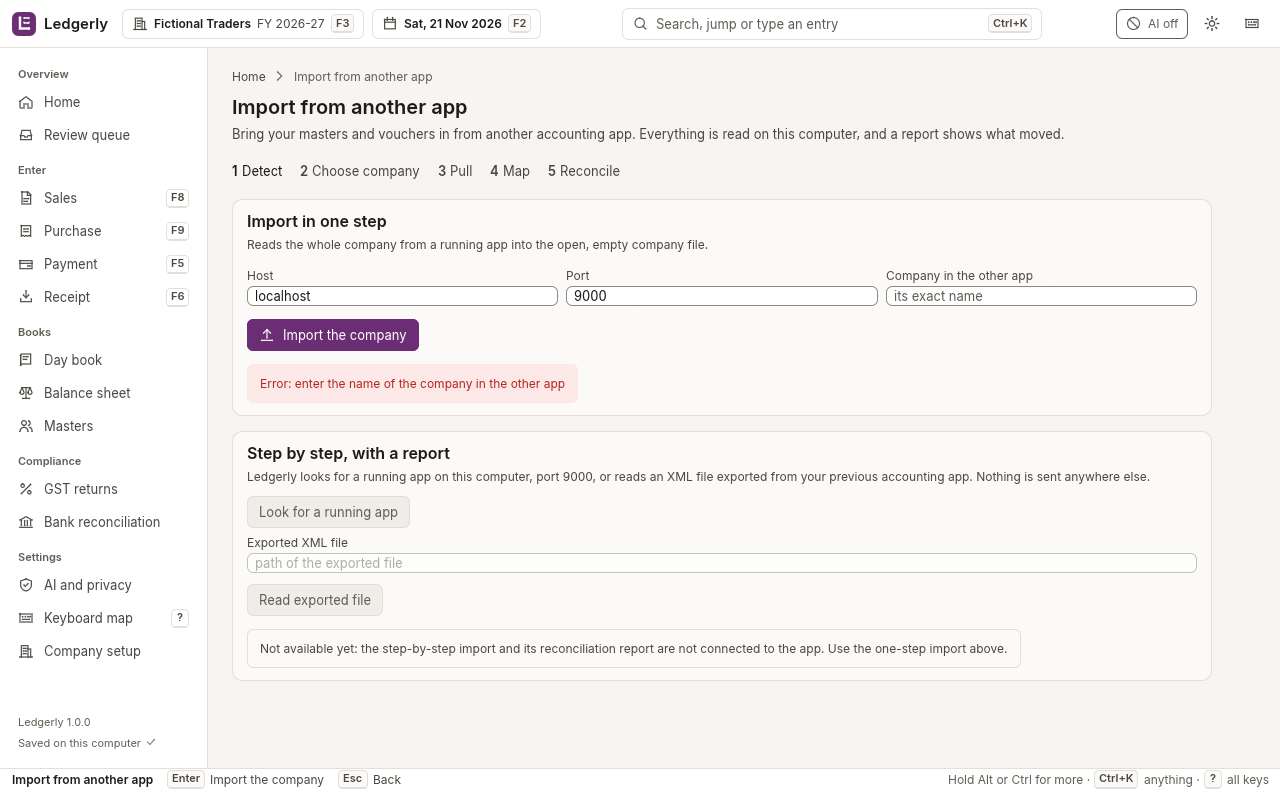 Ledgerly
Fictional Traders FY 2026-27 F3
Sat, 21 Nov 2026 F2
Search, jump or type an entry Ctrl+K
AI off
Overview
Home
Review queue
Enter
Sales F8
Purchase F9
Payment F5
Receipt F6
Books
Day book
Balance sheet
Masters
Compliance
GST returns
Bank reconciliation
Settings
AI and privacy
Keyboard map ?
Company setup
Ledgerly 1.0.0
Saved on this computer
Home Import from another app
Import from another app
Bring your masters and vouchers in from another accounting app. Everything is read on this computer, and a report shows what moved.
1 Detect 2 Choose company 3 Pull 4 Map 5 Reconcile
Import in one step
Reads the whole company from a running app into the open, empty company file.
Host Port Company in the other app
localhost 9000 its exact name
Import the company
Error: enter the name of the company in the other app
Step by step, with a report
Ledgerly looks for a running app on this computer, port 9000, or reads an XML file exported from your previous accounting app. Nothing is sent anywhere else.
Look for a running app
Exported XML file
path of the exported file
Read exported file
Not available yet: the step-by-step import and its reconciliation report are not connected to the app. Use the one-step import above.
Import from another app Enter Import the company Esc Back
Hold Alt or Ctrl for more · Ctrl+K anything · ? all keys